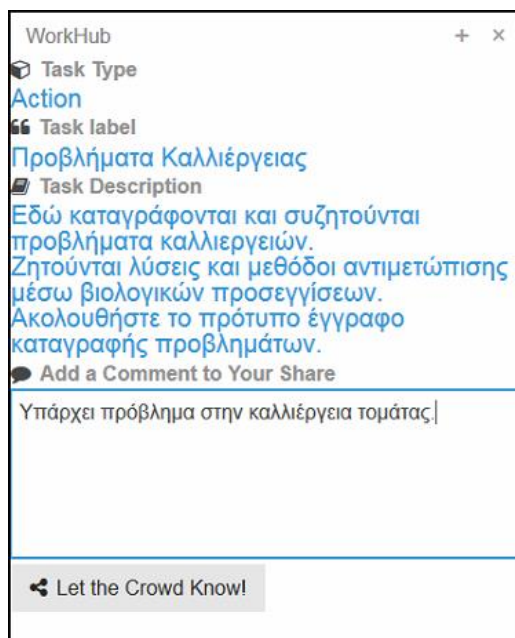 WorkHub
Task Type
Action
Task label
Προβλήματα Καλλιέργειας
Task Description
Εδώ καταγράφονται και συζητούνται
προβλήματα καλλιεργειών.
Ζητούνται λύσεις και μεθόδοι αντιμετώπισης
μέσω βιολογικών προσεγγίσεων.
Ακολουθήστε το πρότυπο έγγραφο
καταγραφής προβλημάτων.
Add a Comment to Your Share
Υπάρχει πρόβλημα στην καλλιέργεια τομάτας.
Let the Crowd Know!